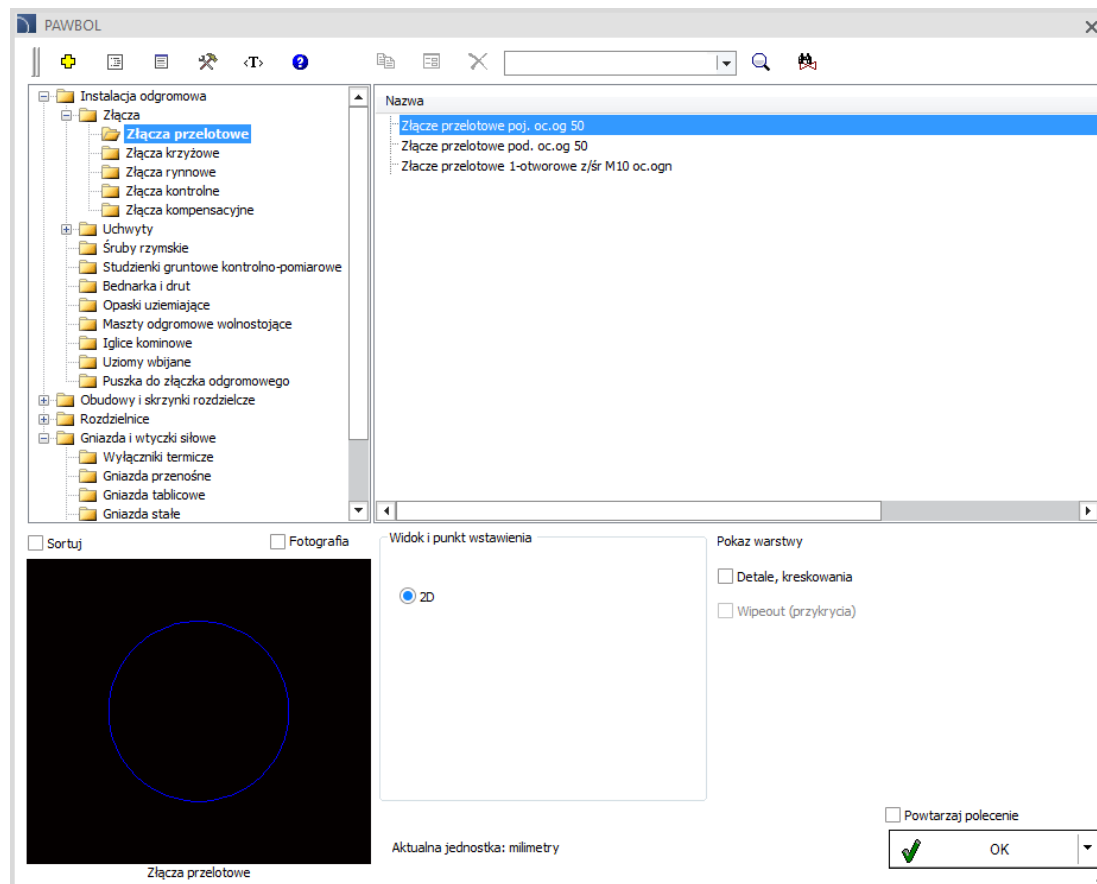 PAWBOL
<T>
?
Instalacja odgromowa
Złącza
Złącza przelotowe
Złącza krzyżowe
Złącza rynnowe
Złącza kontrolne
Złącza kompensacyjne
Uchwyty
Śruby rzymskie
Studzienki gruntowe kontrolno-pomiarowe
Bednarka i drut
Opaski uziemiające
Maszty odgromowe wolnostojące
Iglice kominowe
Uziomy wbijane
Puszka do złączka odgromowego
Obudowy i skrzynki rozdzielcze
Rozdzielnice
Gniazda i wtyczki siłowe
Wyłączniki termicze
Gniazda przenośne
Gniazda tablicowe
Gniazda stałe
Nazwa
Złącze przelotowe poj. oc.og 50
Złącze przelotowe pod. oc.og 50
Złacze przelotowe 1-otworowe z/śr M10 oc.ogn
Sortuj
Fotografia
Złącza przelotowe
Widok i punkt wstawienia
2D
Aktualna jednostka: milimetry
Pokaz warstwy
Detale, kreskowania
Wipeout (przykrycia)
Powtarzaj polecenie
OK